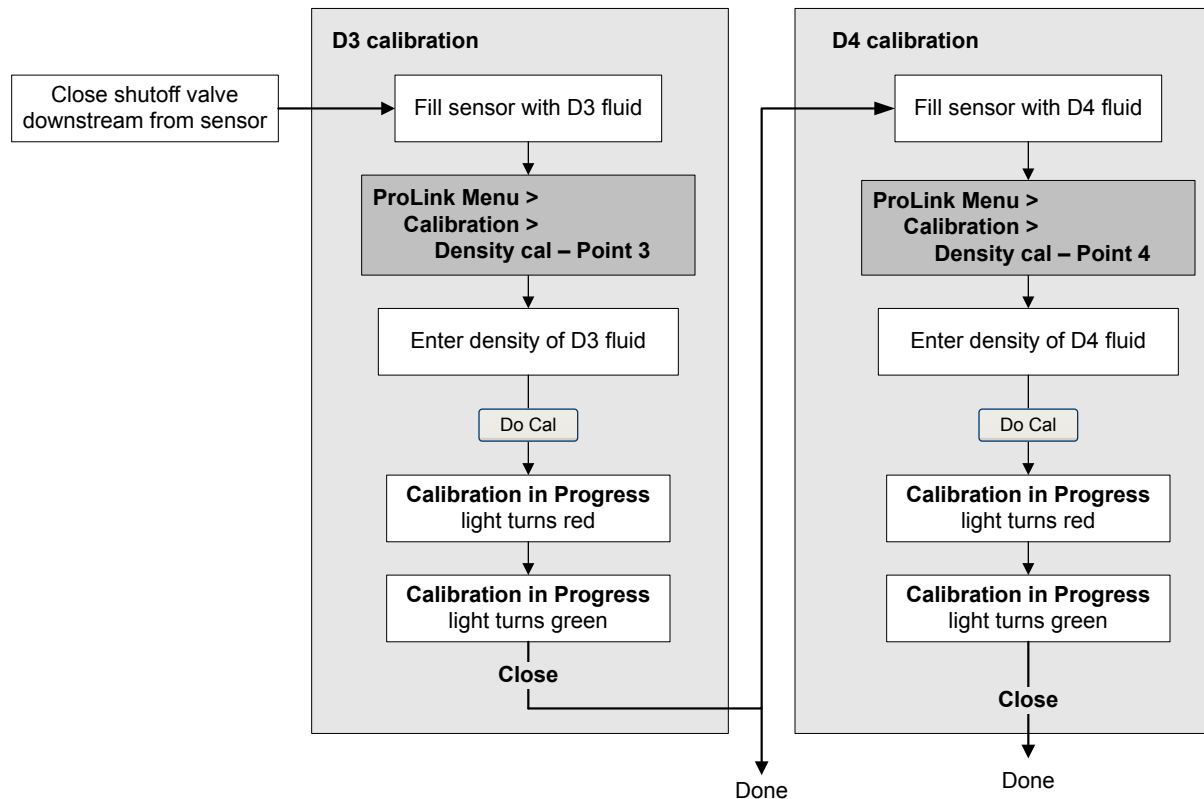 Close shutoff valve
downstream from sensor
D3 calibration
Fill sensor with D3 fluid
ProLink Menu >
Calibration >
Density cal – Point 3
Enter density of D3 fluid
Do Cal
Calibration in Progress
light turns red
Calibration in Progress
light turns green
Close
Done
D4 calibration
Fill sensor with D4 fluid
ProLink Menu >
Calibration >
Density cal – Point 4
Enter density of D4 fluid
Do Cal
Calibration in Progress
light turns red
Calibration in Progress
light turns green
Close
Done